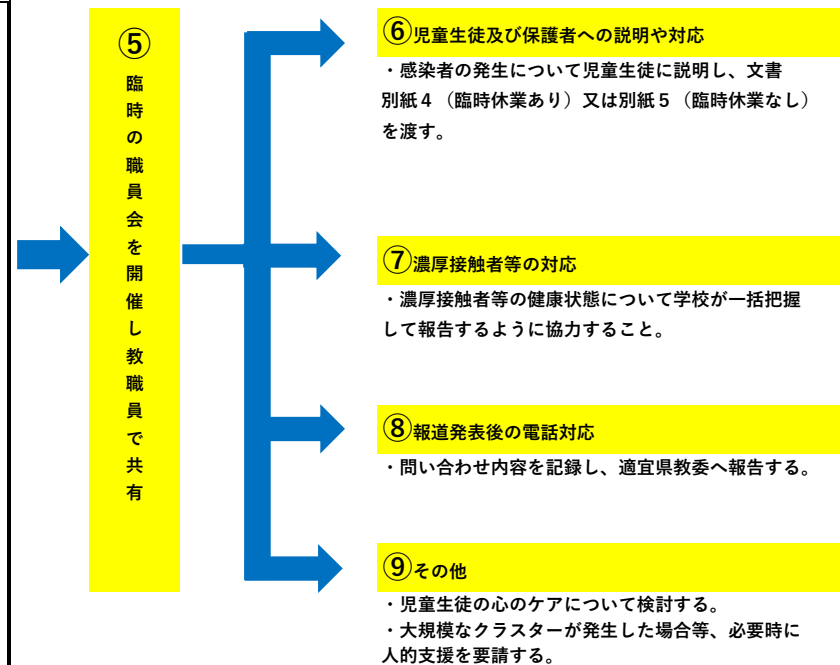 ⑤
臨時の職員会を開催し教職員で共有
⑥児童生徒及び保護者への説明や対応
・感染者の発生について児童生徒に説明し、文書
別紙４（臨時休業あり）又は別紙５（臨時休業なし）
を渡す。
⑦濃厚接触者等の対応
・濃厚接触者等の健康状態について学校が一括把握
して報告するように協力すること。
⑧報道発表後の電話対応
・問い合わせ内容を記録し、適宜県教委へ報告する。
⑨その他
・児童生徒の心のケアについて検討する。
・大規模なクラスターが発生した場合等、必要時に
人的支援を要請する。